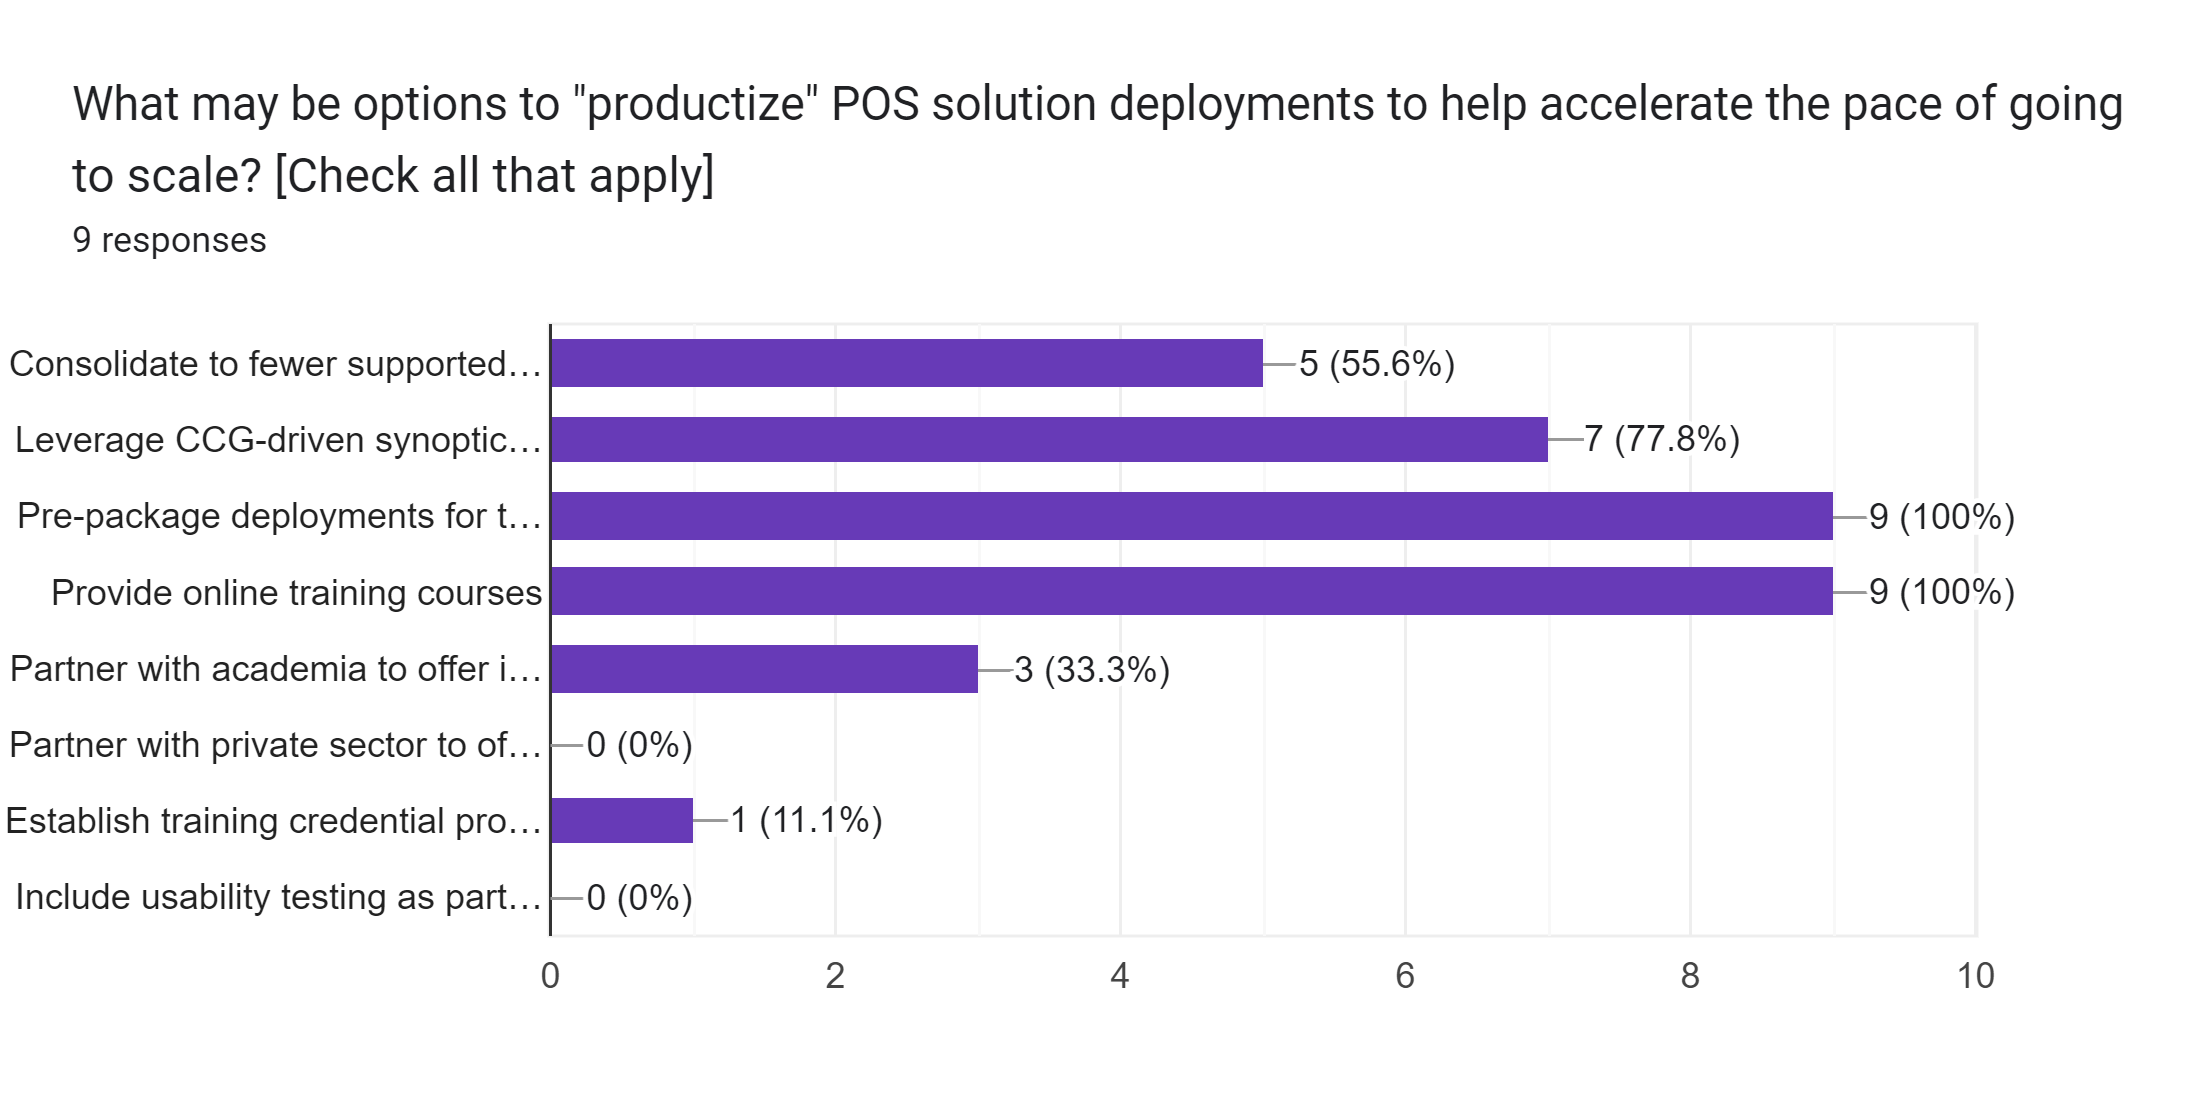 What may be options to "productize" POS solution deployments to help accelerate the pace of going
to scale? [Check all that apply]
9 responses
Consolidate to fewer supported… 5 (55.6%)
Leverage CCG-driven synoptic… 7 (77.8%)
Pre-package deployments for t… 9 (100%)
Provide online training courses 9 (100%)
Partner with academia to offer i… 3 (33.3%)
Partner with private sector to of… 0 (0%)
Establish training credential pro… 1 (11.1%)
Include usability testing as part… 0 (0%)
0 2 4 6 8 10